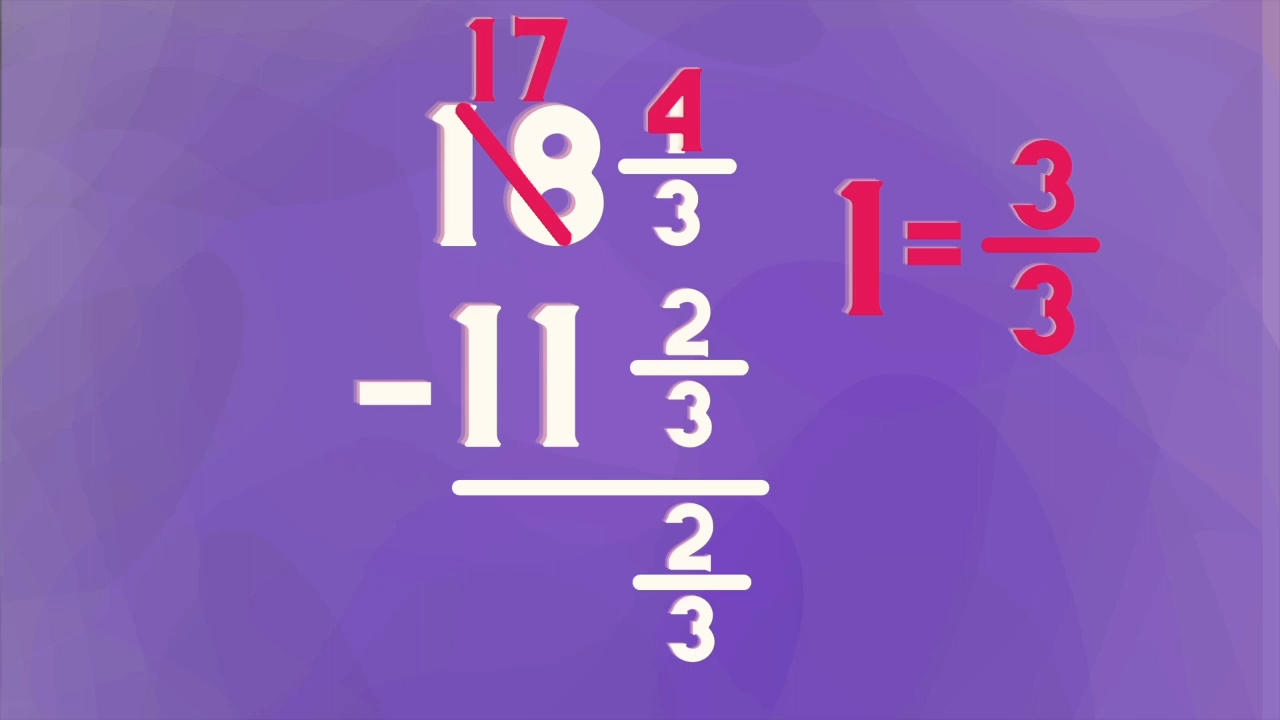 17
18 4/3
1 = 3/3
- 11 2/3
2/3